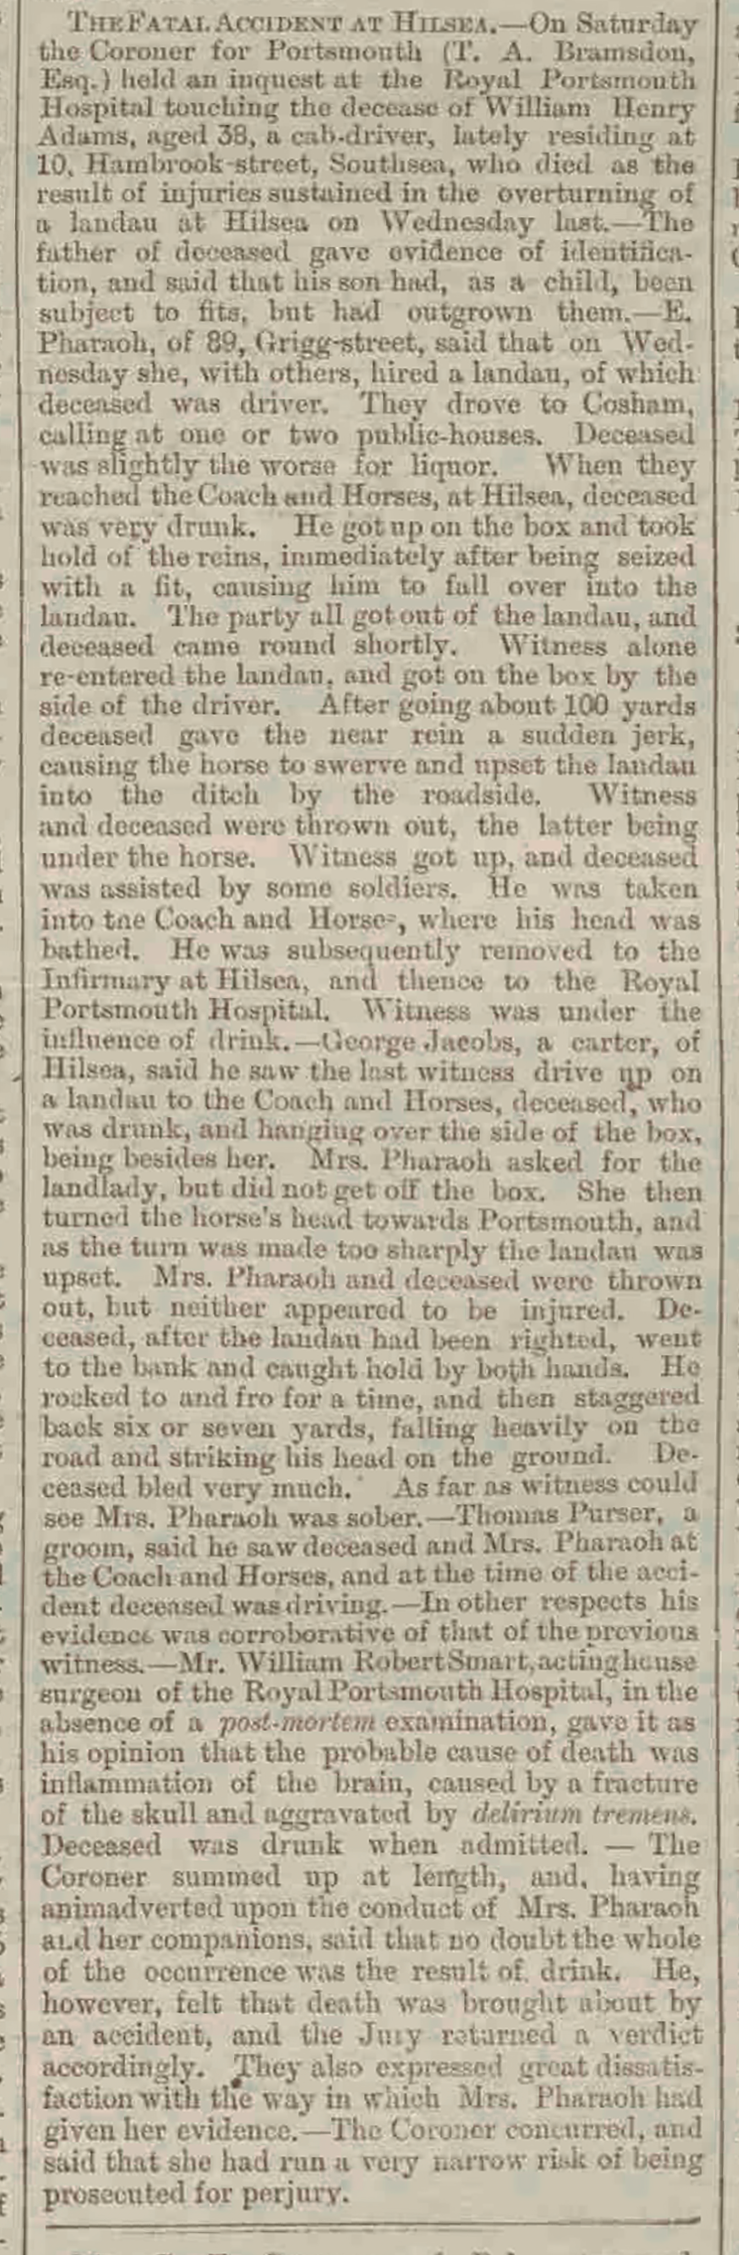 THE FATAL ACCIDENT AT HILSEA.—On Saturday
the Coroner for Portsmouth (T. A. Bramsdon,
Esq.) held an inquest at the Royal Portsmouth
Hospital touching the decease of William Henry
Adams, aged 38, a cab-driver, lately residing at
10, Hambrook-street, Southsea, who died as the
result of injuries sustained in the overturning of
a landau at Hilsea on Wednesday last.—The
father of deceased gave evidence of identifica-
tion, and said that his son had, as a child, been
subject to fits, but had outgrown them.—E.
Pharaoh, of 89, Grigg-street, said that on Wed-
nesday she, with others, hired a landau, of which
deceased was driver. They drove to Cosham,
calling at one or two public-houses. Deceased
was slightly the worse for liquor. When they
reached the Coach and Horses, at Hilsea, deceased
was very drunk. He got up on the box and took
hold of the reins, immediately after being seized
with a fit, causing him to fall over into the
landau. The party all got out of the landau, and
deceased came round shortly. Witness alone
re-entered the landau, and got on the box by the
side of the driver. After going about 100 yards
deceased gave the near rein a sudden jerk,
causing the horse to swerve and upset the landau
into the ditch by the roadside. Witness
and deceased were thrown out, the latter being
under the horse. Witness got up, and deceased
was assisted by some soldiers. He was taken
into tne Coach and Horses, where his head was
bathed. He was subsequently removed to the
Infirmary at Hilsea, and thence to the Royal
Portsmouth Hospital. Witness was under the
influence of drink.—George Jacobs, a carter, of
Hilsea, said he saw the last witness drive up on
a landau to the Coach and Horses, deceased, who
was drunk, and hanging over the side of the box,
being besides her. Mrs. Pharaoh asked for the
landlady, but did not get off the box. She then
turned the horse's head towards Portsmouth, and
as the turn was made too sharply the landau was
upset. Mrs. Pharaoh and deceased were thrown
out, but neither appeared to be injured. De-
ceased, after the landau had been righted, went
to the bank and caught hold by both hands. He
rocked to and fro for a time, and then staggered
back six or seven yards, falling heavily on the
road and striking his head on the ground. De-
ceased bled very much. As far as witness could
see Mrs. Pharaoh was sober.—Thomas Purser, a
groom, said he saw deceased and Mrs. Pharaoh at
the Coach and Horses, and at the time of the acci-
dent deceased was driving.—In other respects his
evidence was corroborative of that of the previous
witness.—Mr. William Robert Smart, acting house
surgeon of the Royal Portsmouth Hospital, in the
absence of a post-mortem examination, gave it as
his opinion that the probable cause of death was
inflammation of the brain, caused by a fracture
of the skull and aggravated by delirium tremens.
Deceased was drunk when admitted. — The
Coroner summed up at length, and, having
animadverted upon the conduct of Mrs. Pharaoh
and her companions, said that no doubt the whole
of the occurrence was the result of drink. He,
however, felt that death was brought about by
an accident, and the Jury returned a verdict
accordingly. They also expressed great dissatis-
faction with the way in which Mrs. Pharaoh had
given her evidence.—The Coroner concurred, and
said that she had run a very narrow risk of being
prosecuted for perjury.